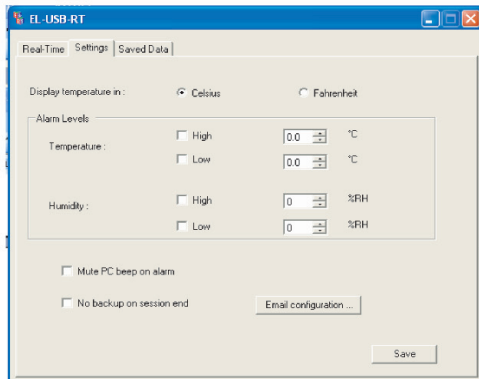 EL-USB-RT
Real-Time Settings Saved Data
Display temperature in : Celsius Fahrenheit
Alarm Levels
Temperature : High 0.0 °C
Low 0.0 °C
Humidity : High 0 %RH
Low 0 %RH
Mute PC beep on alarm
No backup on session end Email configuration ...
Save